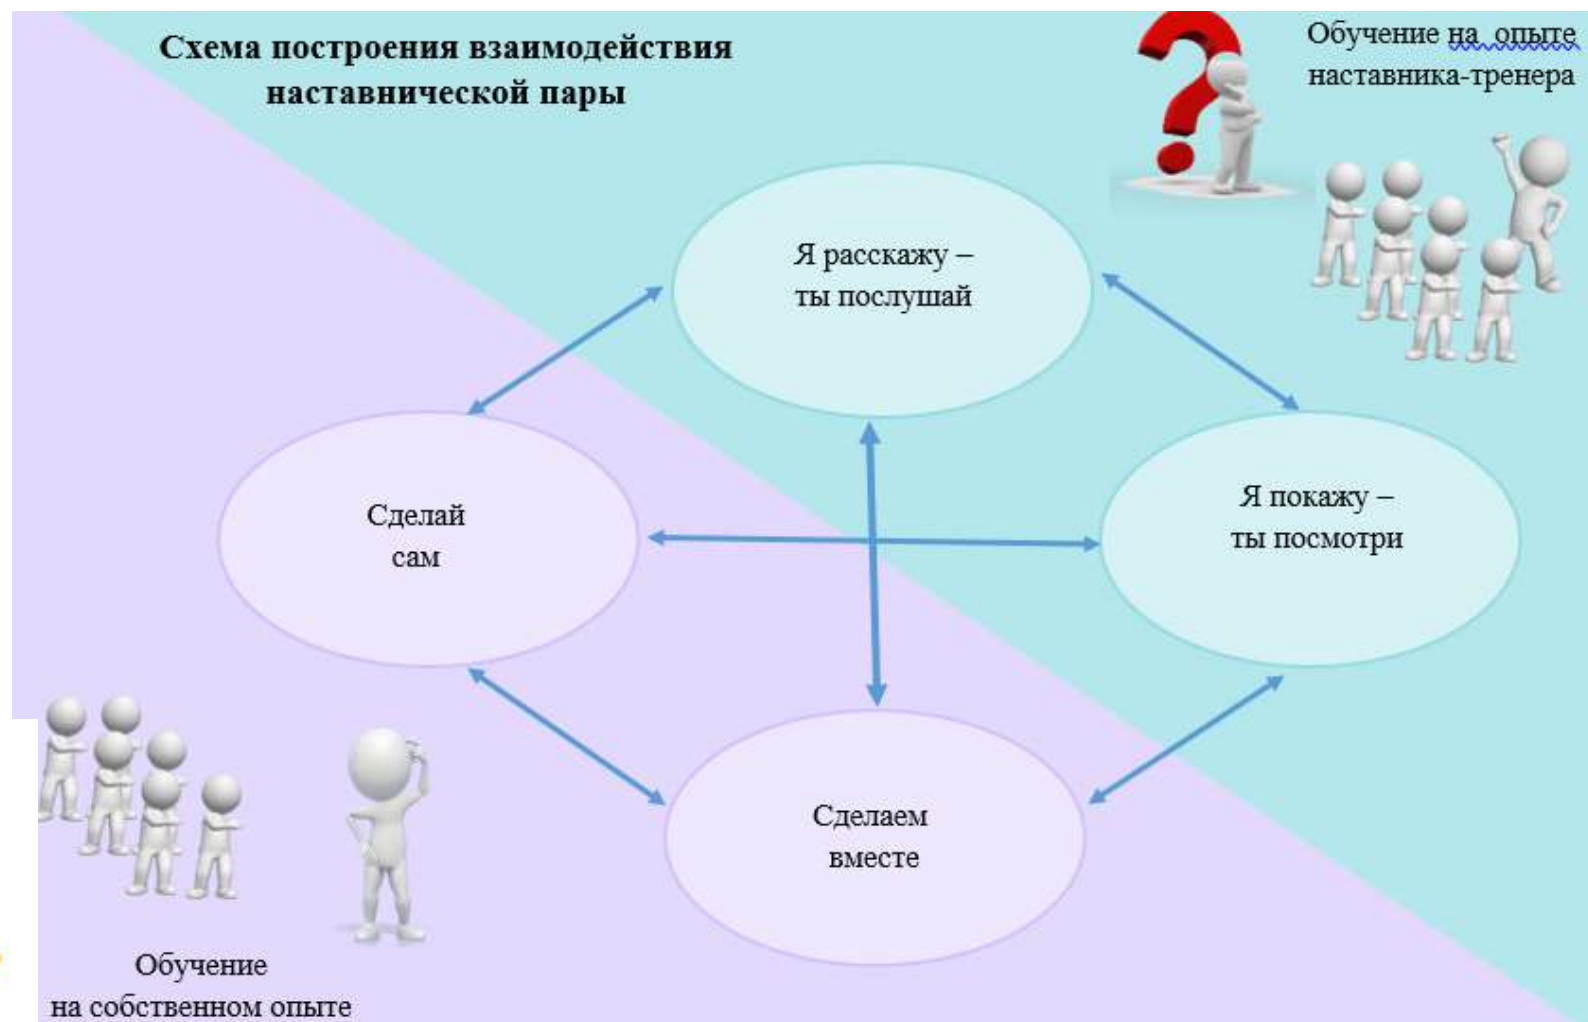 Схема построения взаимодействия
наставнической пары
Обучение на опыте
наставника-тренера
Я расскажу –
ты послушай
Сделай
сам
Я покажу –
ты посмотри
Сделаем
вместе
Обучение
на собственном опыте